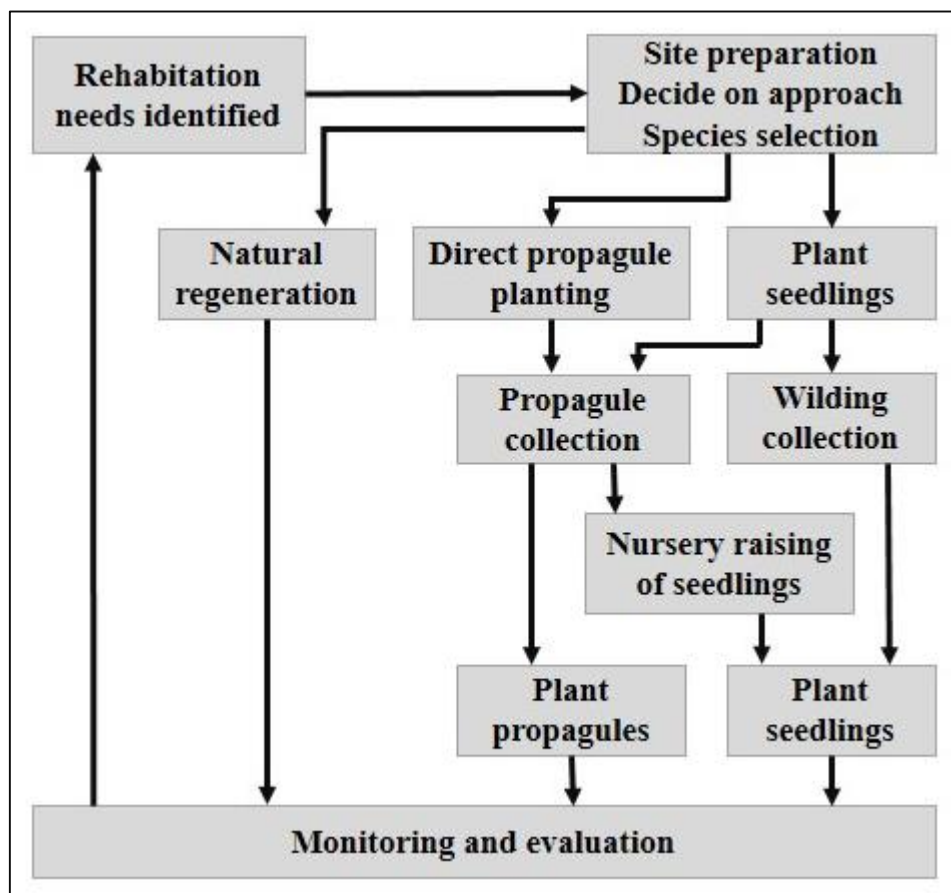 Rehabitation
needs identified
Site preparation
Decide on approach
Species selection
Natural
regeneration
Direct propagule
planting
Plant
seedlings
Propagule
collection
Wilding
collection
Nursery raising
of seedlings
Plant
propagules
Plant
seedlings
Monitoring and evaluation